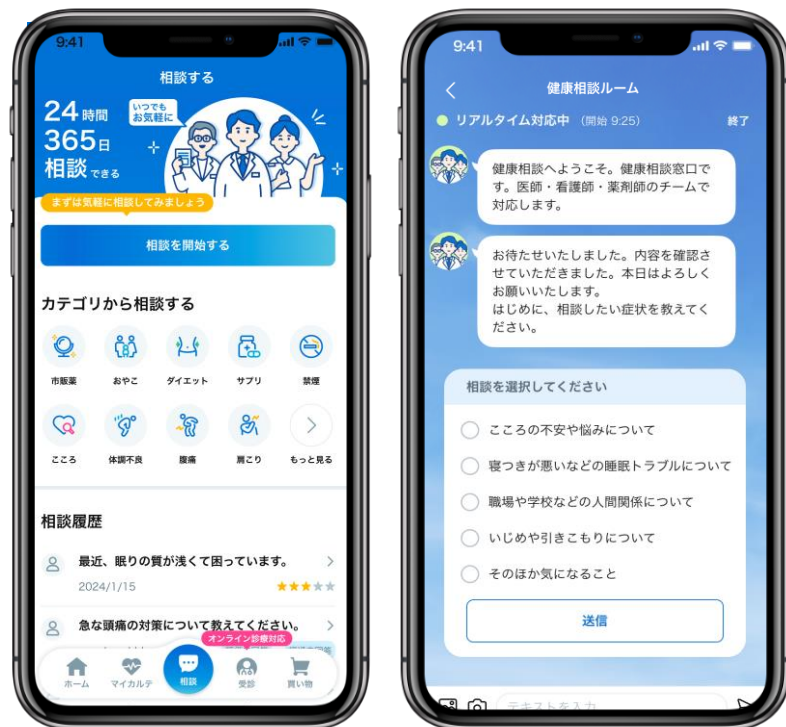 9:41
相談する
24時間
365日
相談できる
いつでも
お気軽に
まずは気軽に相談してみましょう
相談を開始する
カテゴリから相談する
市販薬 おやこ ダイエット サプリ 禁煙
こころ 体調不良 腹痛 肩こり もっと見る
相談履歴
最近、眠りの質が浅くて困っています。
2024/1/15
急な頭痛の対策について教えてください。
オンライン診療対応
ホーム マイカルテ 相談 受診 買い物
9:41
健康相談ルーム
リアルタイム対応中 (開始 9:25) 終了
健康相談へようこそ。健康相談窓口で
す。医師・看護師・薬剤師のチームで
対応します。
お待たせいたしました。内容を確認さ
せていただきました。本日はよろしく
お願いいたします。
はじめに、相談したい症状を教えてく
ださい。
相談を選択してください
こころの不安や悩みについて
寝つきが悪いなどの睡眠トラブルについて
職場や学校などの人間関係について
いじめや引きこもりについて
そのほか気になること
送信
テキストを入力